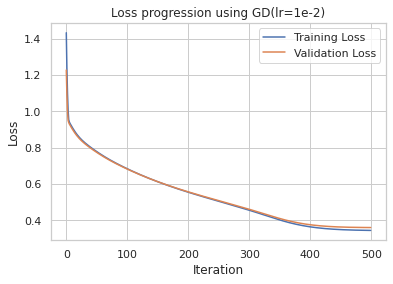 Loss progression using GD(lr=1e-2)
Training Loss
Validation Loss
1.4
1.2
1.0
0.8
0.6
0.4
Loss
0 100 200 300 400 500
Iteration